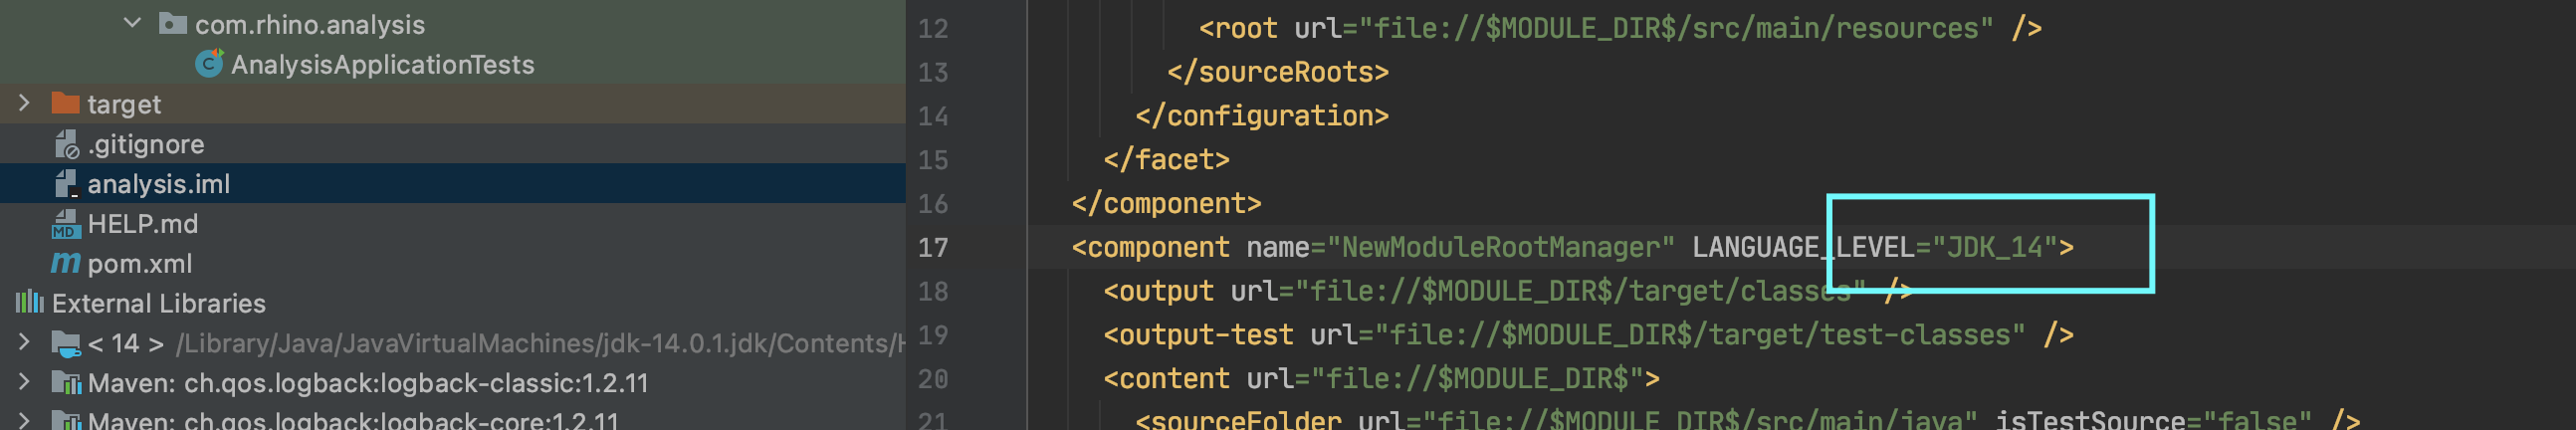 com.rhino.analysis
AnalysisApplicationTests
target
.gitignore
analysis.iml
HELP.md
pom.xml
External Libraries
< 14 > /Library/Java/JavaVirtualMachines/jdk-14.0.1.jdk/Contents/H
Maven: ch.qos.logback:logback-classic:1.2.11
Maven: ch.qos.logback:logback-core:1.2.11
12 <root url="file://$MODULE_DIR$/src/main/resources" />
13 </sourceRoots>
14 </configuration>
15 </facet>
16 </component>
17 <component name="NewModuleRootManager" LANGUAGE_LEVEL="JDK_14">
18 <output url="file://$MODULE_DIR$/target/classes" />
19 <output-test url="file://$MODULE_DIR$/target/test-classes" />
20 <content url="file://$MODULE_DIR$">
21 <sourceFolder url="file://$MODULE_DIR$/src/main/java" isTestSource="false" />